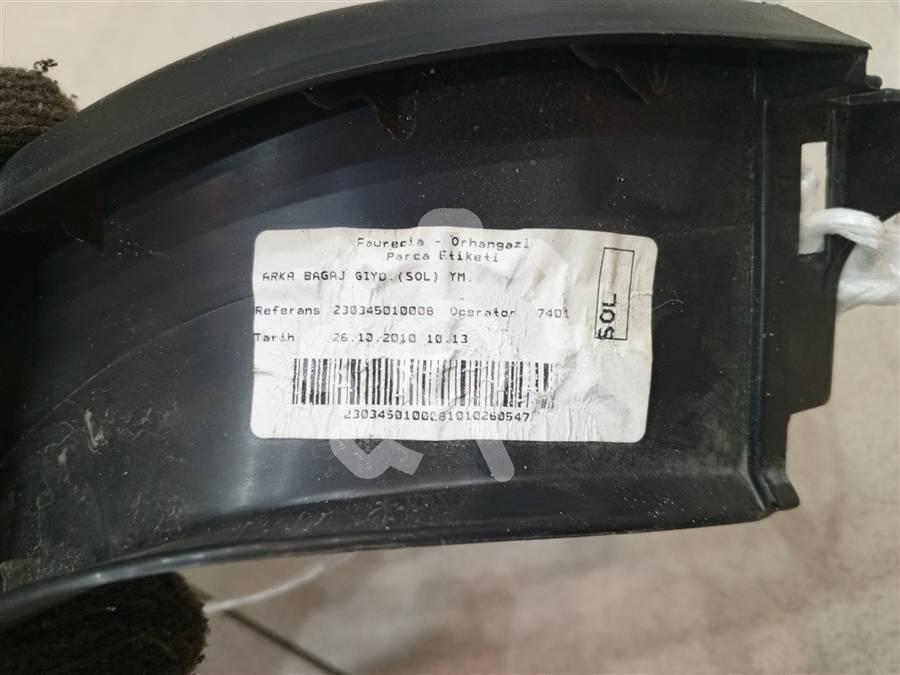 Faurecia - Orhangazi
Parca Etiketi
ARKA BAGAJ GIYD.(SOL) YM.
SOL
Referans 230345010008 Operator 7401
Tarih 26.10.2010 10.13
2303450100081010260547